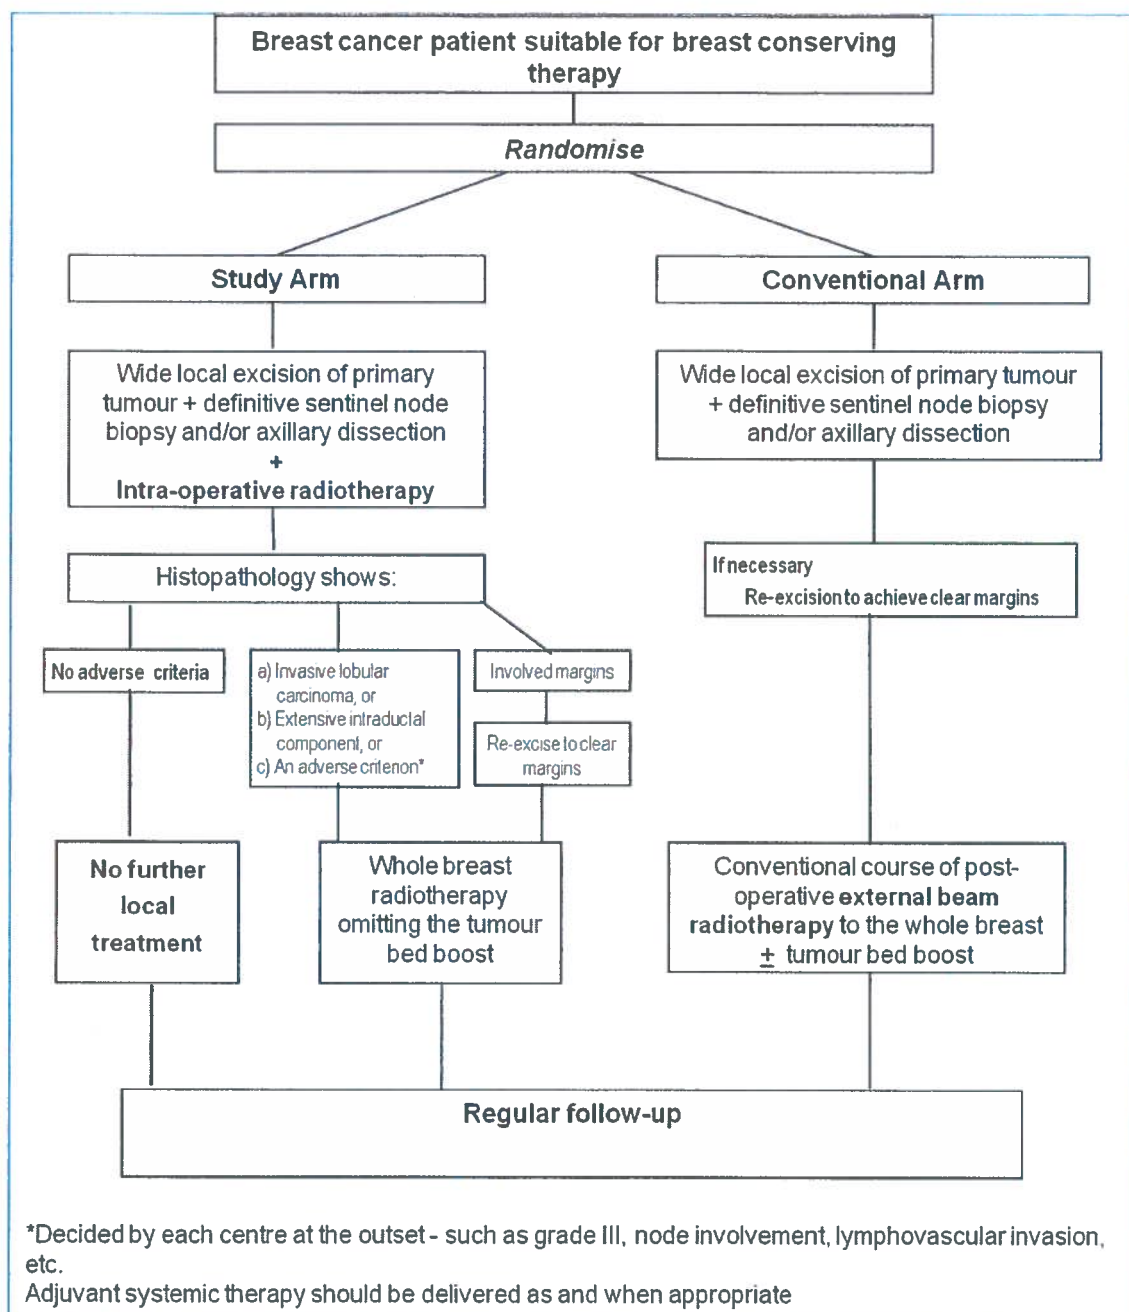 Breast cancer patient suitable for breast conserving
therapy
Randomise
Study Arm
Conventional Arm
Wide local excision of primary
tumour + definitive sentinel node
biopsy and/or axillary dissection
+
Intra-operative radiotherapy
Wide local excision of primary tumour
+ definitive sentinel node biopsy
and/or axillary dissection
Histopathology shows:
If necessary
Re-excision to achieve clear margins
No adverse criteria
a) Invasive lobular
carcinoma, or
b) Extensive intraductal
component, or
c) An adverse criterion*
Involved margins
Re-excise to clear
margins
No further
local
treatment
Whole breast
radiotherapy
omitting the tumour
bed boost
Conventional course of post-
operative external beam
radiotherapy to the whole breast
± tumour bed boost
Regular follow-up
*Decided by each centre at the outset - such as grade III, node involvement, lymphovascular invasion,
etc.
Adjuvant systemic therapy should be delivered as and when appropriate